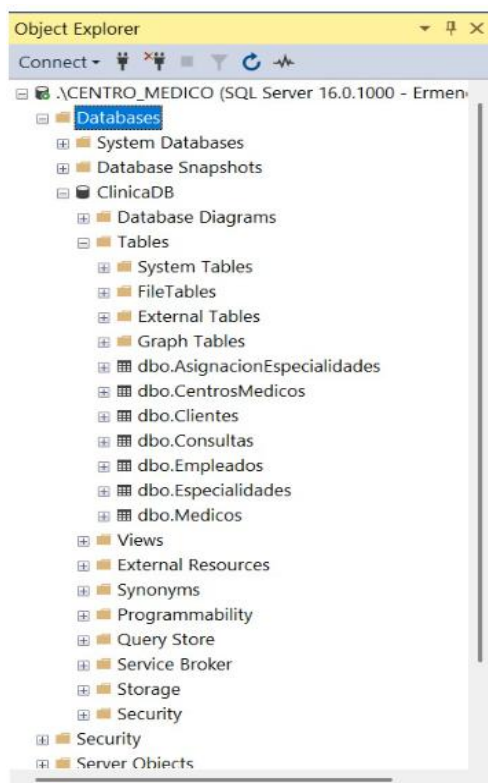 Object Explorer
Connect
.\CENTRO_MEDICO (SQL Server 16.0.1000 - Ermen
Databases
System Databases
Database Snapshots
ClinicaDB
Database Diagrams
Tables
System Tables
FileTables
External Tables
Graph Tables
dbo.AsignacionEspecialidades
dbo.CentrosMedicos
dbo.Clientes
dbo.Consultas
dbo.Empleados
dbo.Especialidades
dbo.Medicos
Views
External Resources
Synonyms
Programmability
Query Store
Service Broker
Storage
Security
Security
Server Objects